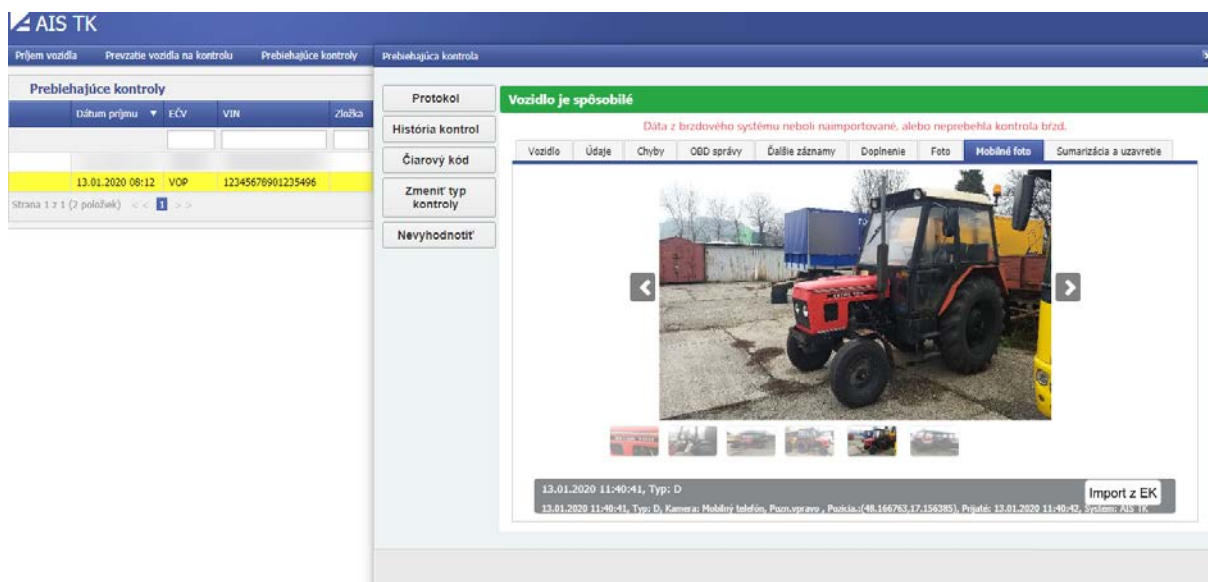 AIS TK
Príjem vozidla Prevzatie vozidla na kontrolu Prebiehajúce kontroly Prebiehajúca kontrola
Prebiehajúce kontroly
Dátum príjmu ▼ EČV VIN Zložka
13.01.2020 08:12 VOP 12345678901235496
Strana 1 z 1 (2 položiek) < < 1 > >
Protokol
História kontrol
Čiarový kód
Zmeniť typ
kontroly
Nevyhodnotiť
Vozidlo je spôsobilé
Dáta z brzdového systému neboli naimportované, alebo neprebehla kontrola bŕzd.
Vozidlo Údaje Chyby OBD správy Ďalšie záznamy Doplnenie Foto Mobilné foto Sumarizácia a uzavretie
13.01.2020 11:40:41, Typ: D
Import z EK
13.01.2020 11:40:41, Typ: D, Kamera: Mobilný telefón, Pozn.vpravo , Pozícia.:(48.166763,17.156385), Prijaté: 13.01.2020 11:40:42, System: AIS TK